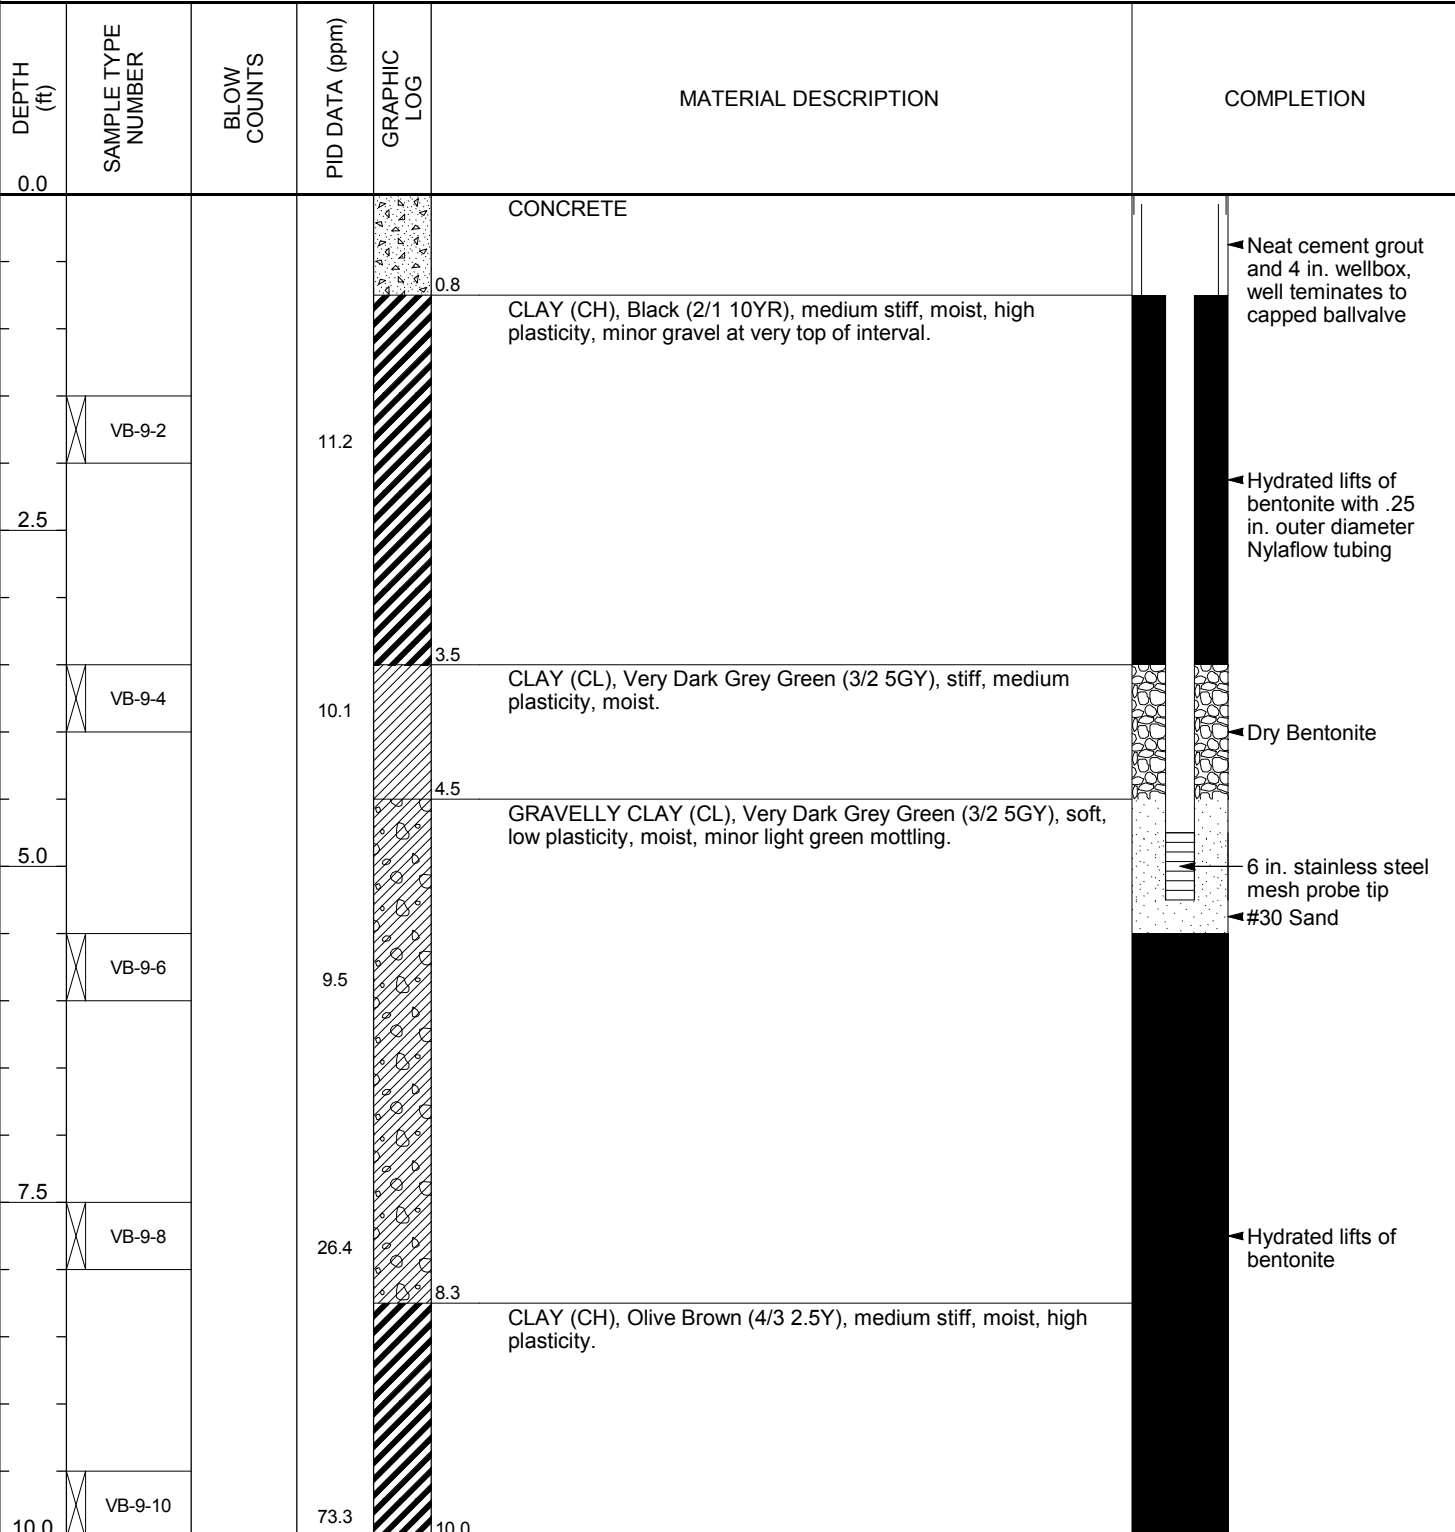 DEPTH
(ft)
SAMPLE TYPE
NUMBER
BLOW
COUNTS
PID DATA (ppm)
GRAPHIC
LOG
MATERIAL DESCRIPTION
COMPLETION
0.0
CONCRETE
Neat cement grout
and 4 in. wellbox,
well teminates to
capped ballvalve
0.8
CLAY (CH), Black (2/1 10YR), medium stiff, moist, high
plasticity, minor gravel at very top of interval.
VB-9-2
11.2
Hydrated lifts of
bentonite with .25
in. outer diameter
Nylaflow tubing
2.5
3.5
CLAY (CL), Very Dark Grey Green (3/2 5GY), stiff, medium
plasticity, moist.
VB-9-4
10.1
Dry Bentonite
4.5
GRAVELLY CLAY (CL), Very Dark Grey Green (3/2 5GY), soft,
low plasticity, moist, minor light green mottling.
5.0
6 in. stainless steel
mesh probe tip
#30 Sand
VB-9-6
9.5
7.5
VB-9-8
26.4
Hydrated lifts of
bentonite
8.3
CLAY (CH), Olive Brown (4/3 2.5Y), medium stiff, moist, high
plasticity.
VB-9-10
73.3
10.0
10.0